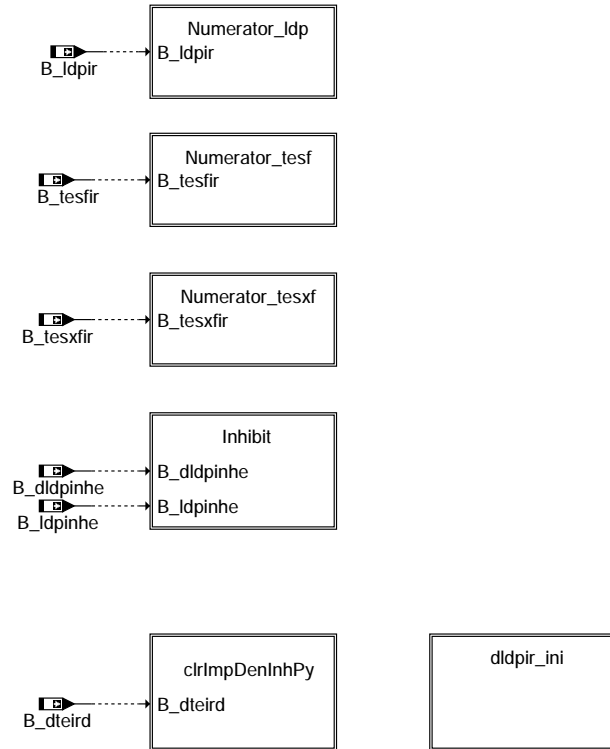 Numerator_ldp
B_ldpir
B_ldpir
Numerator_tesf
B_tesfir
B_tesfir
Numerator_tesxf
B_tesxfir
B_tesxfir
Inhibit
B_dldpinhe
B_dldpinhe
B_ldpinhe
B_ldpinhe
clrImpDenInhPy
dldpir_ini
B_dteird
B_dteird